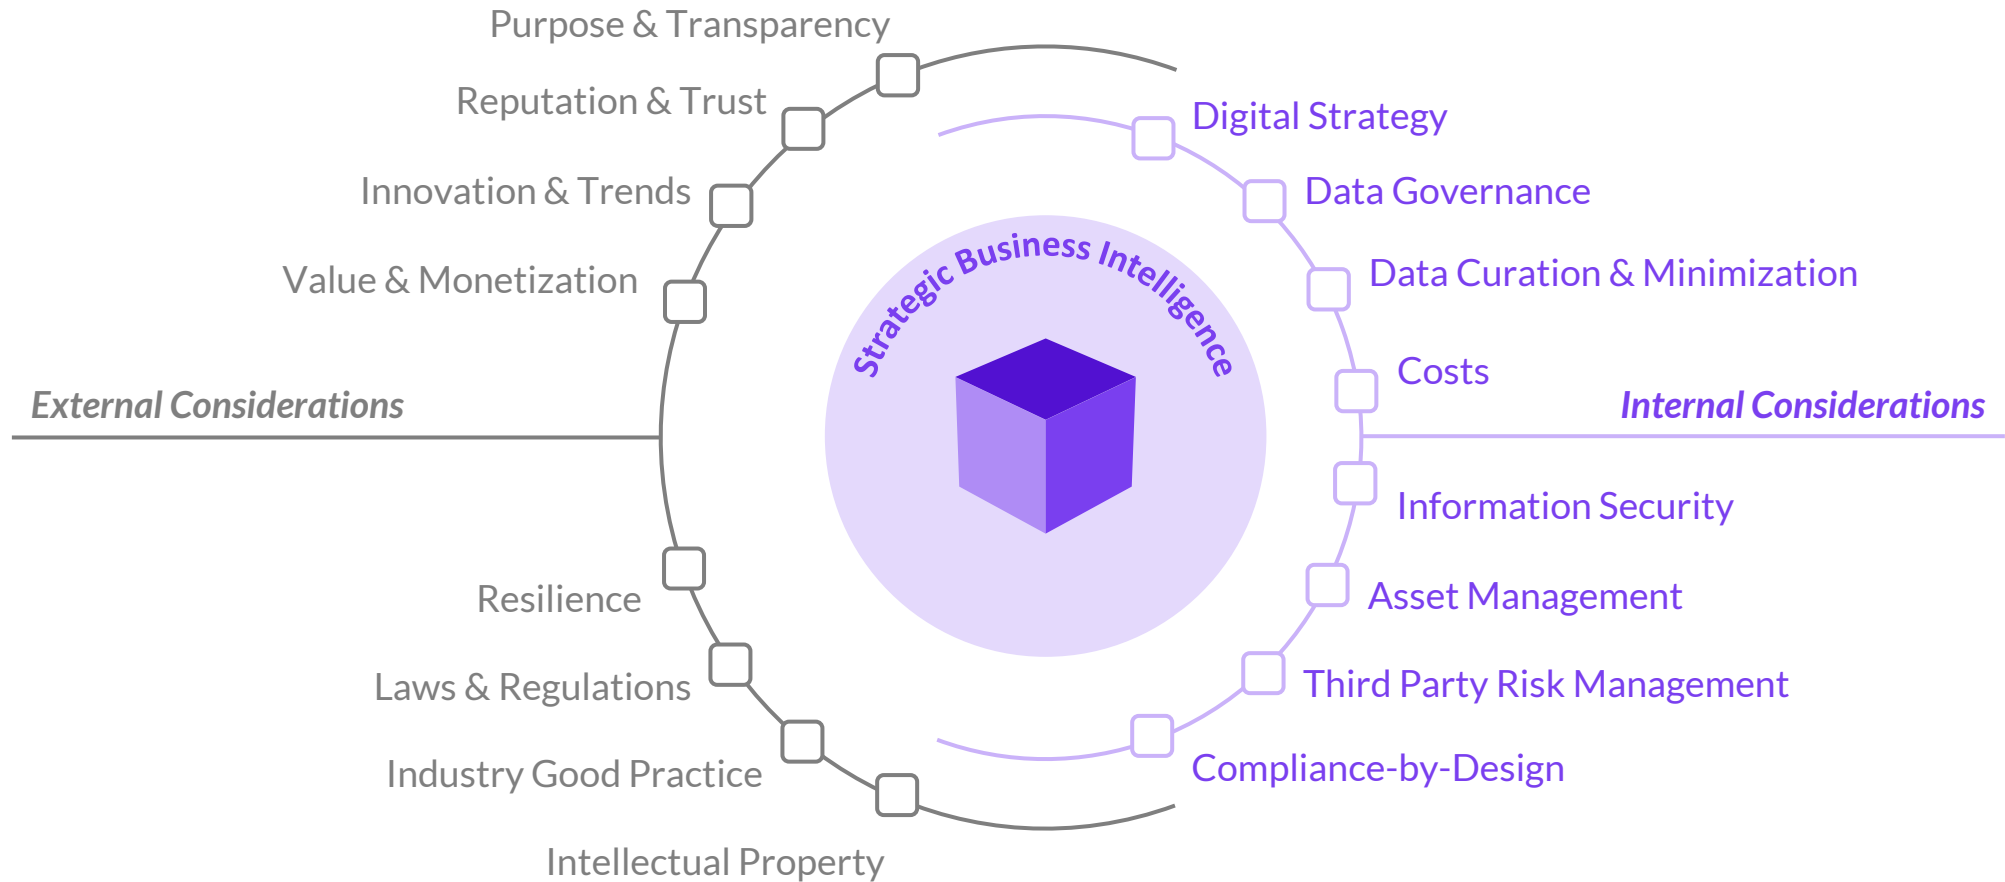 Purpose & Transparency
Reputation & Trust
Innovation & Trends
Value & Monetization
External Considerations
Resilience
Laws & Regulations
Industry Good Practice
Intellectual Property
Strategic Business Intelligence
Digital Strategy
Data Governance
Data Curation & Minimization
Costs
Internal Considerations
Information Security
Asset Management
Third Party Risk Management
Compliance-by-Design